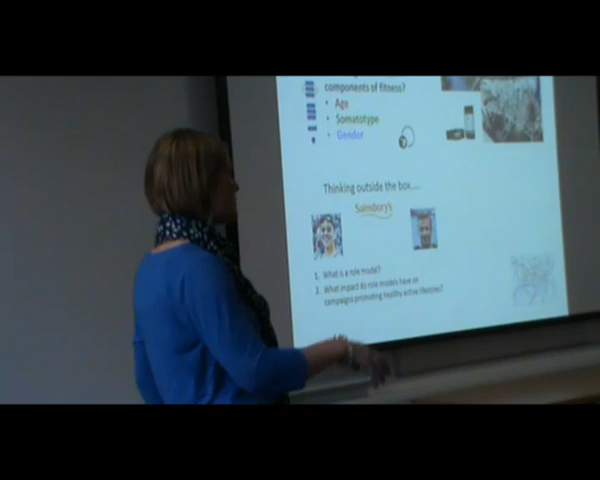 components of fitness?
• Age
• Somatotype
• Gender
Thinking outside the box.....
Sainsbury's
1. What is a role model?
2. What impact do role models have on
campaigns promoting healthy active lifestyles?